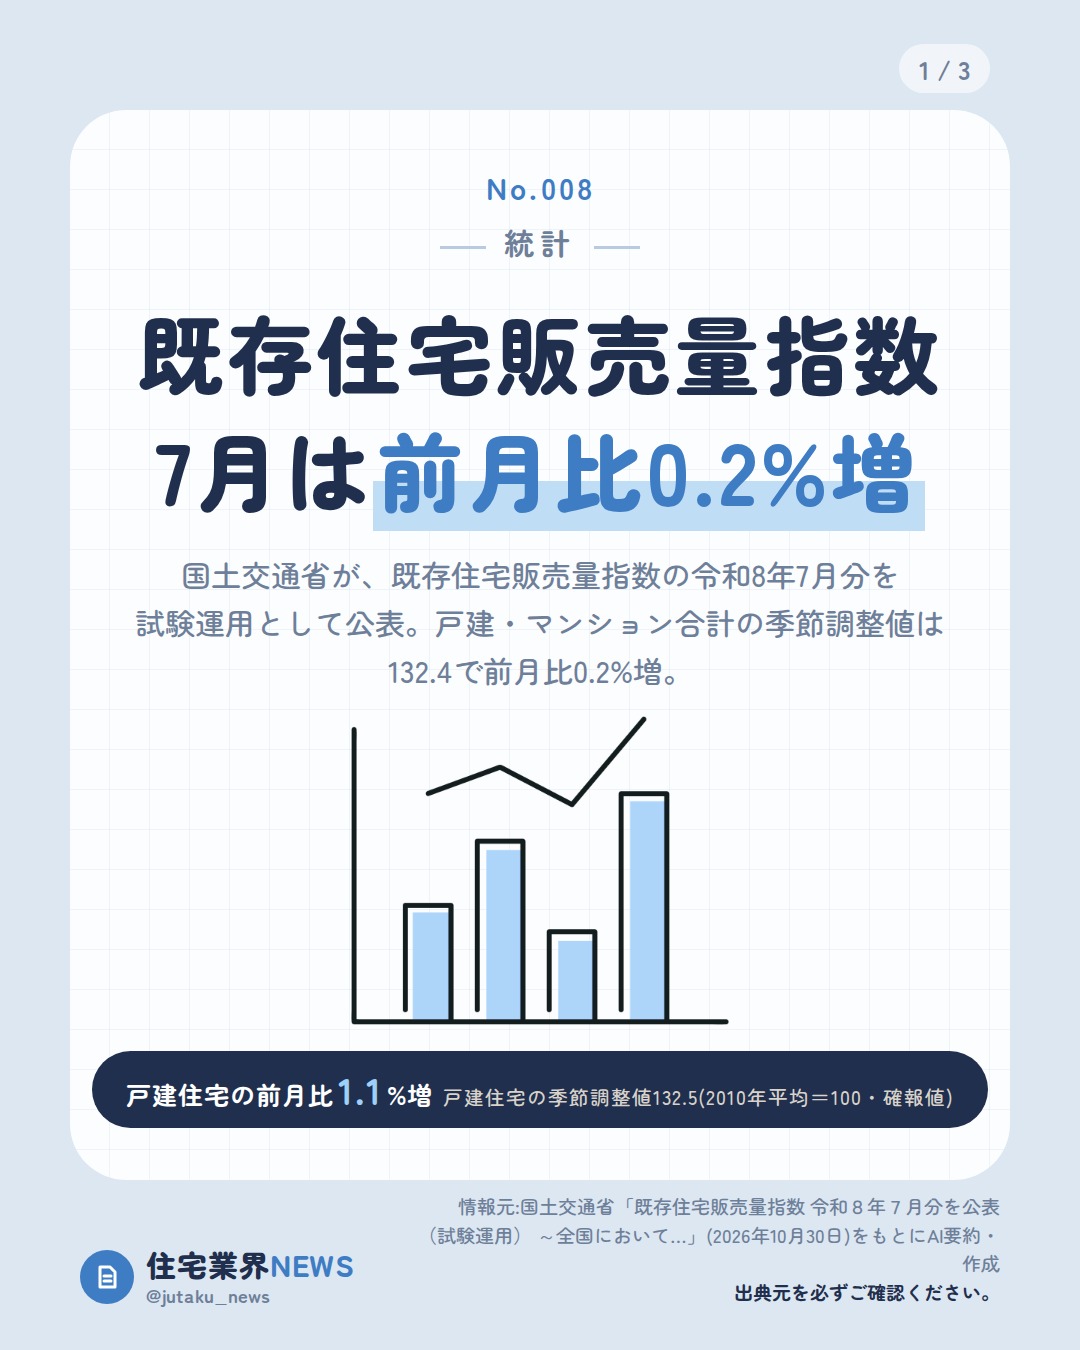 1 / 3
No.008
統計
既存住宅販売量指数
7月は前月比0.2%増
国土交通省が、既存住宅販売量指数の令和8年7月分を
試験運用として公表。戸建・マンション合計の季節調整値は
132.4で前月比0.2%増。
戸建住宅の前月比1.1%増 戸建住宅の季節調整値132.5(2010年平均＝100・確報値)
情報元:国土交通省「既存住宅販売量指数 令和８年７月分を公表
（試験運用） ～全国において…」(2026年10月30日)をもとにAI要約・
作成
出典元を必ずご確認ください。
住宅業界NEWS
@jutaku_news